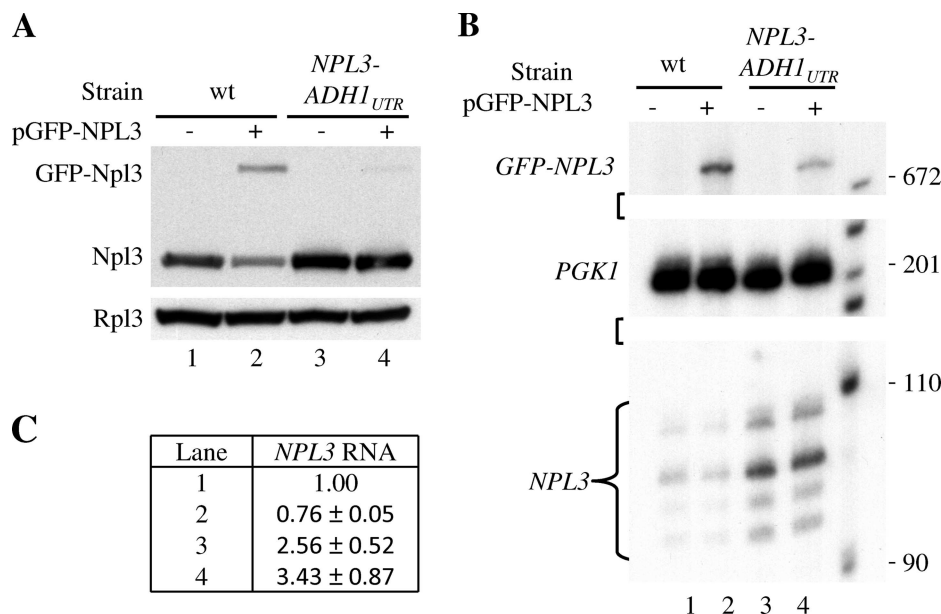 A
Strain wt NPL3-ADH1UTR
pGFP-NPL3 - + - +
GFP-Npl3
Npl3
Rpl3
1 2 3 4
B
Strain wt NPL3-ADH1UTR
pGFP-NPL3 - + - +
GFP-NPL3
- 672
PGK1
- 201
- 110
NPL3
- 90
1 2 3 4
C
Lane NPL3 RNA
1 1.00
2 0.76 ± 0.05
3 2.56 ± 0.52
4 3.43 ± 0.87